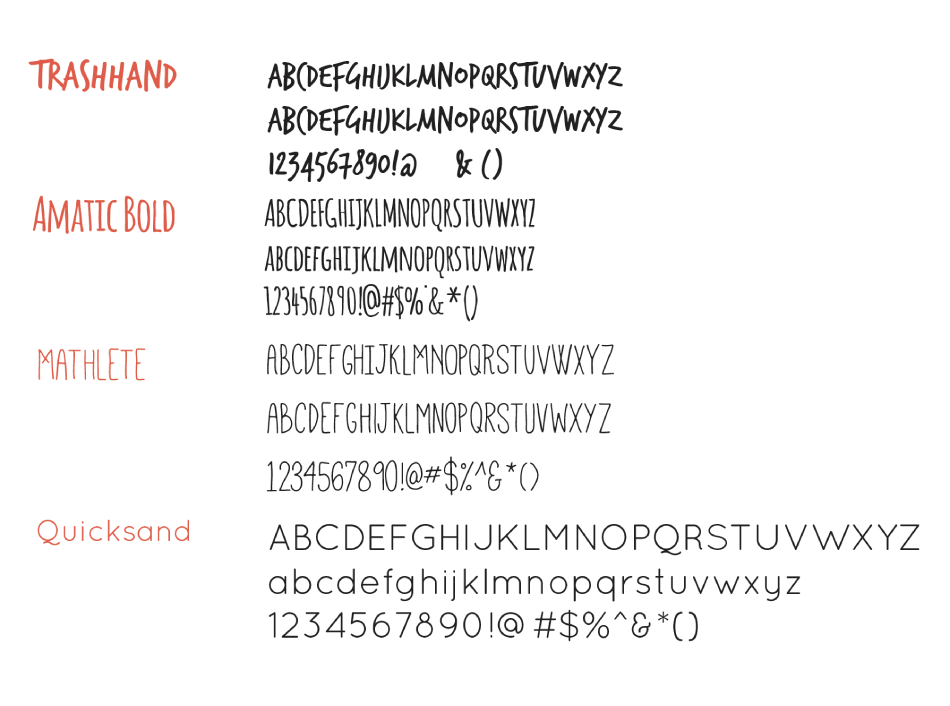 TRASHHAND
ABCDEFGHIJKLMNOPQRSTUVWXYZ
ABCDEFGHIJKLMNOPQRSTUVWXYZ
1234567890!@ & ()
AMATIC BOLD
ABCDEFGHIJKLMNOPQRSTUVWXYZ
ABCDEFGHIJKLMNOPQRSTUVWXYZ
1234567890!@#$%^&*()
MATHLETE
ABCDEFGHIJKLMNOPQRSTUVWXYZ
ABCDEFGHIJKLMNOPQRSTUVWXYZ
1234567890!@#$%^&*()
Quicksand
ABCDEFGHIJKLMNOPQRSTUVWXYZ
abcdefghijklmnopqrstuvwxyz
1234567890!@#$%^&*()